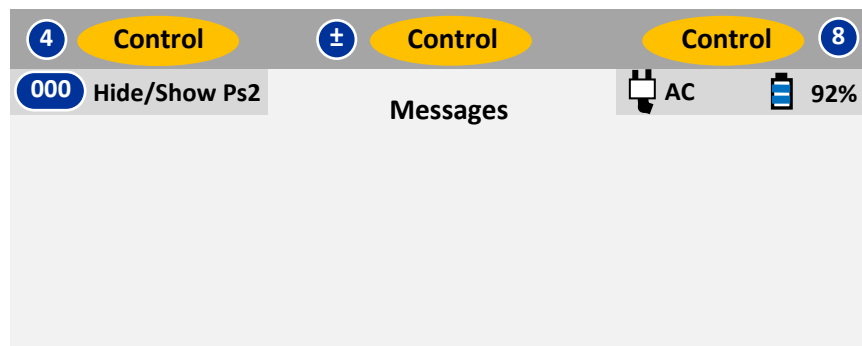 4 Control ± Control Control 8
000 Hide/Show Ps2 AC 92%
Messages